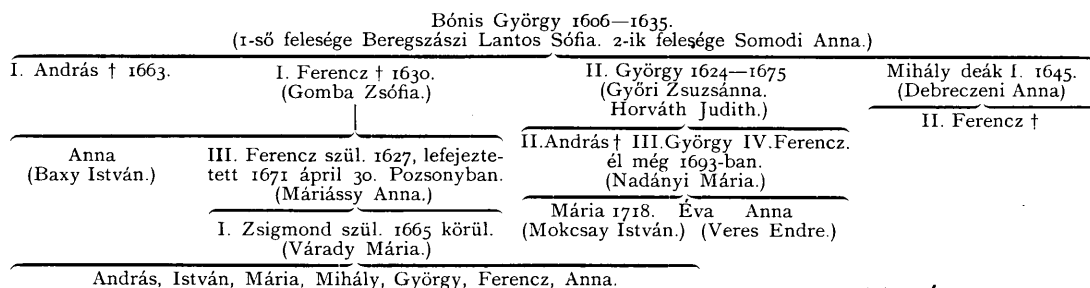 Bónis György 1606—1635.
(1-ső felesége Beregszászi Lantos Sófia. 2-ik felesége Somodi Anna.)
I. András † 1663. I. Ferencz † 1630. II. György 1624—1675 Mihály deák I. 1645.
(Gomba Zsófia.) (Győri Zsuzsánna. (Debreczeni Anna)
Horváth Judith.) II. Ferencz †
Anna III. Ferencz szül. 1627, lefejezte- II. András † III. György IV. Ferencz.
(Baxy István.) tetett 1671 ápril 30. Pozsonyban. él még 1693-ban.
(Máriássy Anna.) (Nadányi Mária.)
I. Zsigmond szül. 1665 körül. Mária 1718. Éva Anna
(Várady Mária.) (Mokcsay István.) (Veres Endre.)
András, István, Mária, Mihály, György, Ferencz, Anna.